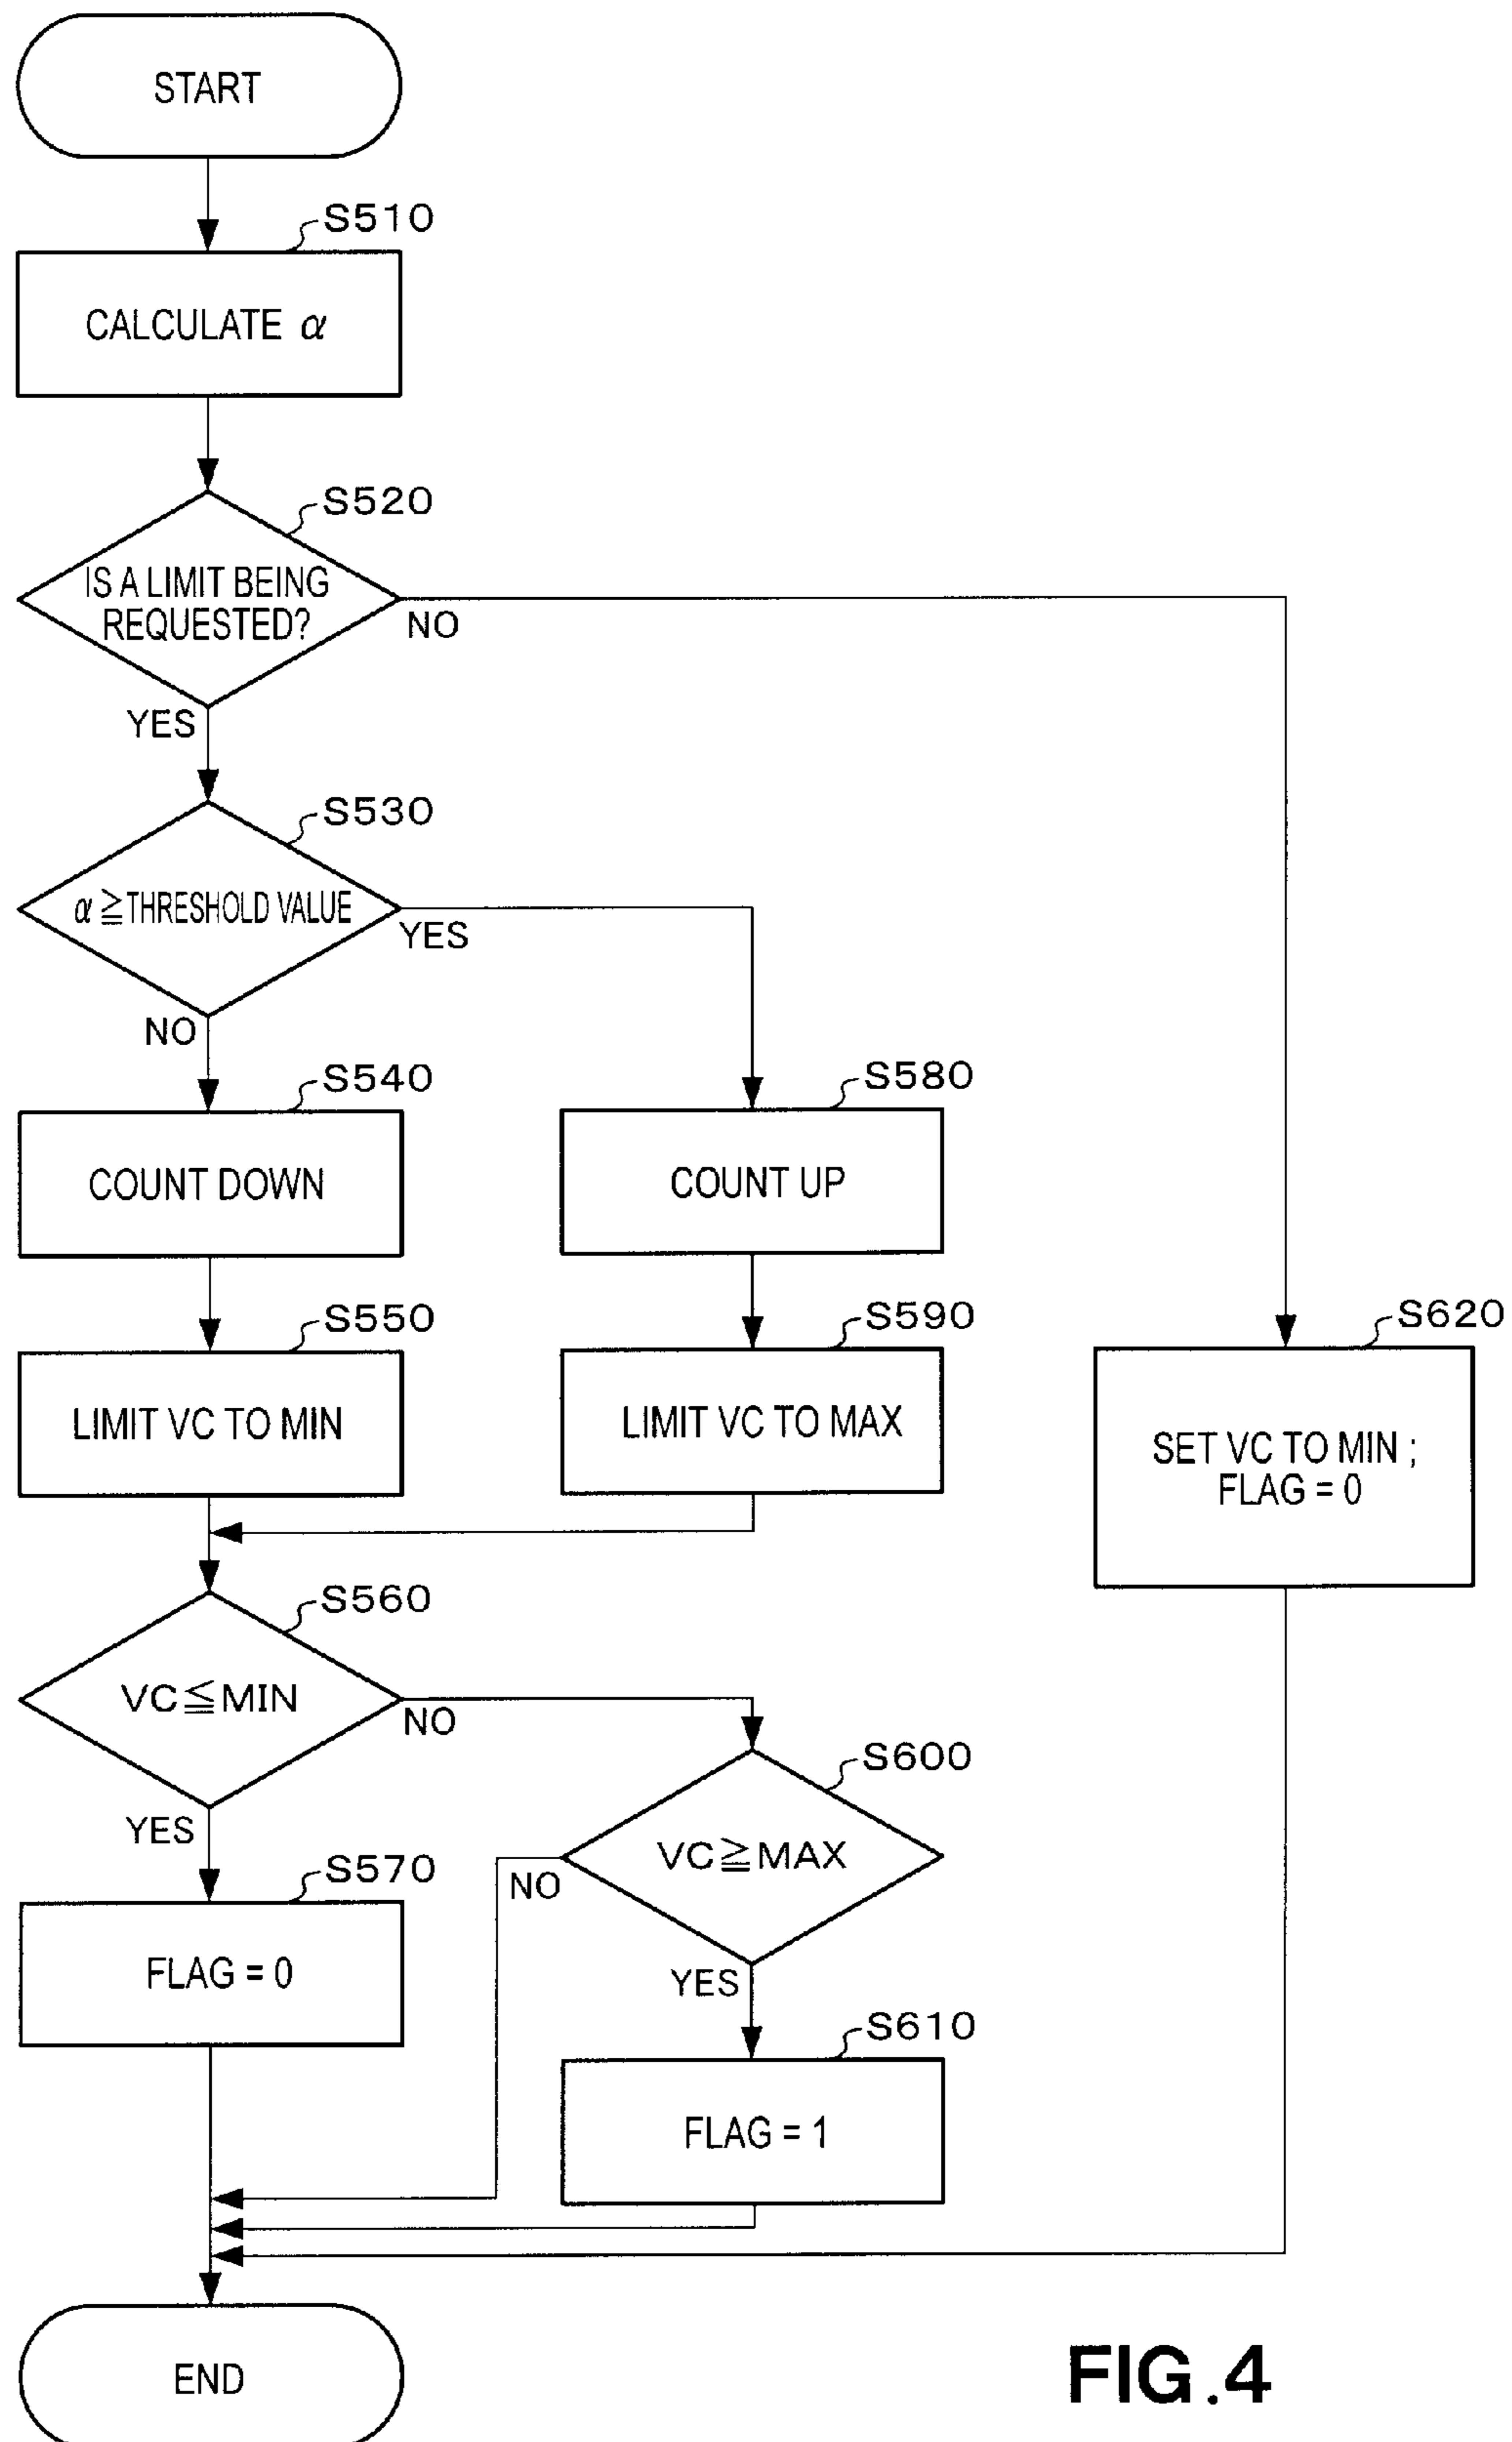 START
S510
CALCULATE α
S520
IS A LIMIT BEING
REQUESTED?
NO
YES
S530
α≧THRESHOLD VALUE
YES
NO
S540
COUNT DOWN
S580
COUNT UP
S550
LIMIT VC TO MIN
S590
LIMIT VC TO MAX
S620
SET VC TO MIN ;
FLAG = 0
S560
VC≦MIN
NO
YES
S600
VC≧MAX
NO
YES
S570
FLAG = 0
S610
FLAG = 1
END
FIG.4